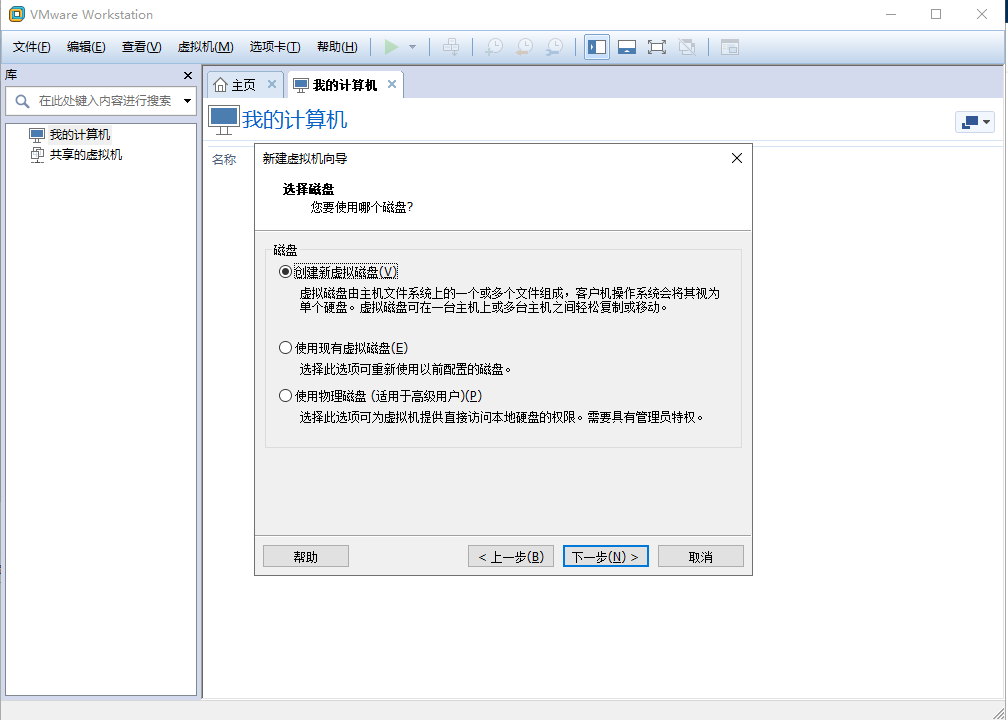 VMware Workstation
文件(F) 编辑(E) 查看(V) 虚拟机(M) 选项卡(T) 帮助(H)
库
在此处键入内容进行搜索
我的计算机
共享的虚拟机
主页 我的计算机
我的计算机
名称
新建虚拟机向导
选择磁盘
您要使用哪个磁盘?
磁盘
创建新虚拟磁盘(V)
虚拟磁盘由主机文件系统上的一个或多个文件组成，客户机操作系统会将其视为
单个硬盘。虚拟磁盘可在一台主机上或多台主机之间轻松复制或移动。
使用现有虚拟磁盘(E)
选择此选项可重新使用以前配置的磁盘。
使用物理磁盘 (适用于高级用户)(P)
选择此选项可为虚拟机提供直接访问本地硬盘的权限。需要具有管理员特权。
帮助 < 上一步(B) 下一步(N) > 取消